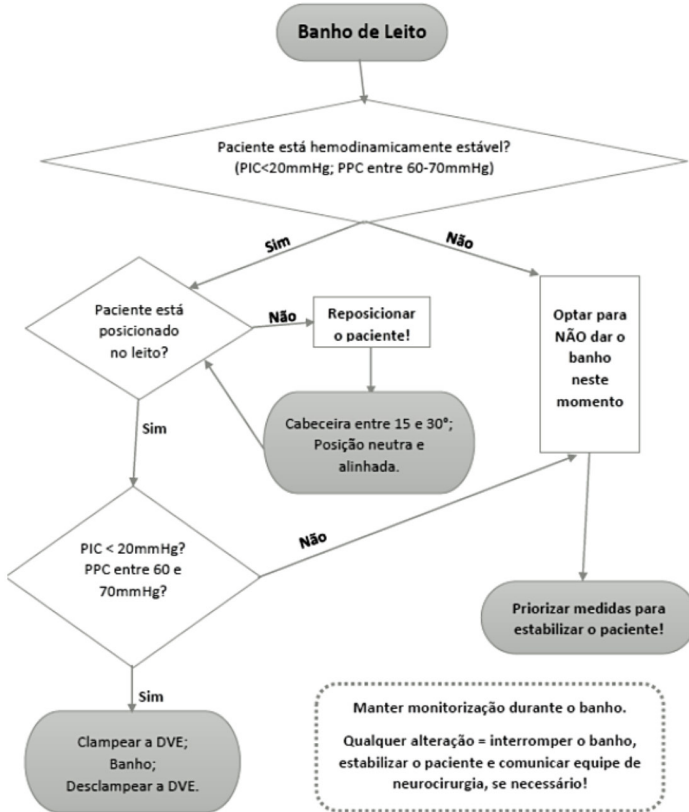 Banho de Leito
Paciente está hemodinamicamente estável?
(PIC<20mmHg; PPC entre 60-70mmHg)
Sim
Não
Paciente está
posicionado
no leito?
Não
Reposicionar
o paciente!
Optar para
NÃO dar o
banho
neste
momento
Cabeceira entre 15 e 30°;
Posição neutra e
alinhada.
Sim
PIC < 20mmHg?
PPC entre 60 e
70mmHg?
Não
Priorizar medidas para
estabilizar o paciente!
Sim
Clampear a DVE;
Banho;
Desclampear a DVE.
Manter monitorização durante o banho.
Qualquer alteração = interromper o banho,
estabilizar o paciente e comunicar equipe de
neurocirurgia, se necessário!